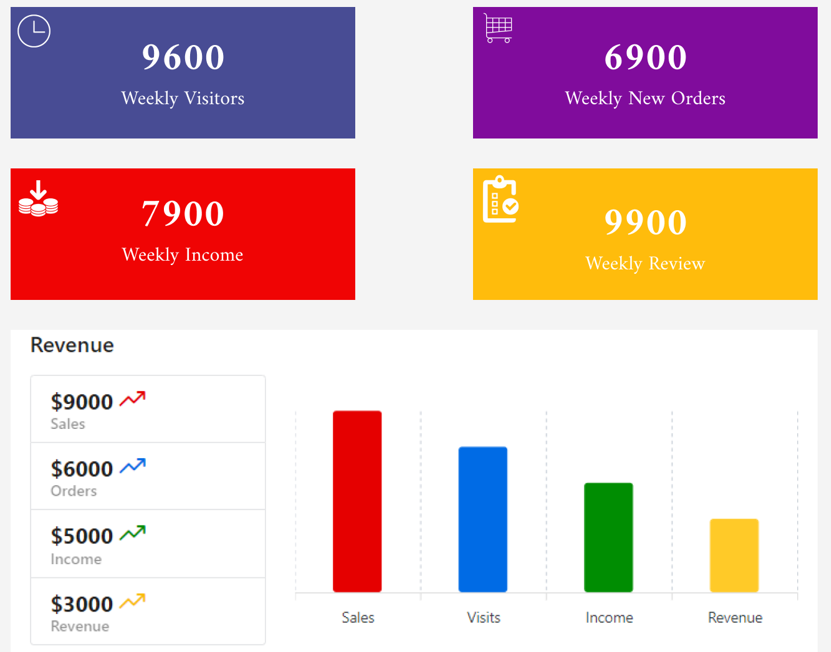 9600
Weekly Visitors
6900
Weekly New Orders
7900
Weekly Income
9900
Weekly Review
Revenue
$9000
Sales
$6000
Orders
$5000
Income
$3000
Revenue
Sales Visits Income Revenue